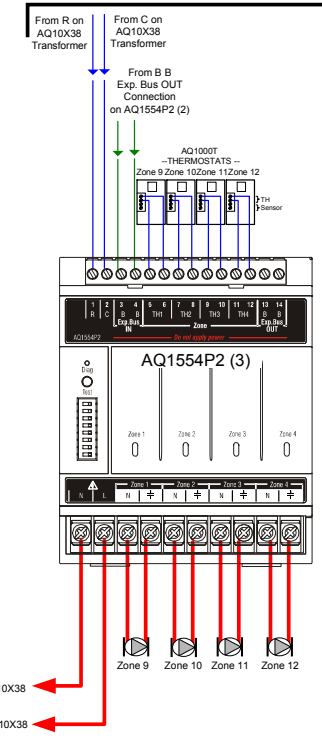 From R on
AQ10X38
Transformer
From C on
AQ10X38
Transformer
From B B
Exp. Bus OUT
Connection
on AQ1554P2 (2)
AQ1000T
--THERMOSTATS --
Zone 9 Zone 10 Zone 11 Zone 12
TH
Sensor
1 2 3 4 5 6 7 8 9 10 11 12 13 14
R C B B TH1 TH2 TH3 TH4 B B
Exp.Bus IN Zone Exp.Bus OUT
AQ1554P2 Do not apply power
AQ1554P2 (3)
Diag
Test
Zone 1 Zone 2 Zone 3 Zone 4
Zone 1 Zone 2 Zone 3 Zone 4
N L N N N N
Zone 9 Zone 10 Zone 11 Zone 12
0X38
0X38